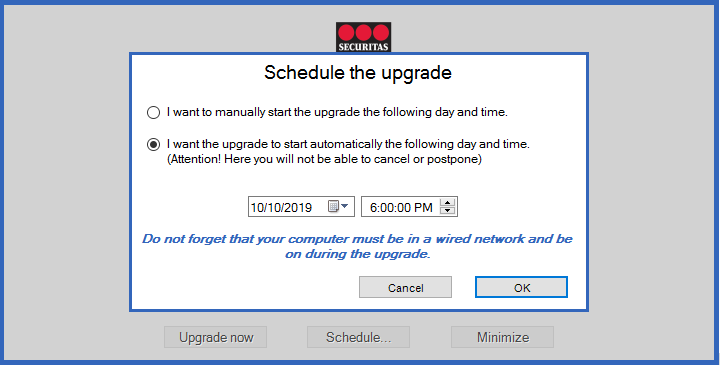 SECURITAS
Schedule the upgrade
I want to manually start the upgrade the following day and time.
I want the upgrade to start automatically the following day and time.
(Attention! Here you will not be able to cancel or postpone)
10/10/2019 6:00:00 PM
Do not forget that your computer must be in a wired network and be
on during the upgrade.
Cancel OK
Upgrade now Schedule... Minimize